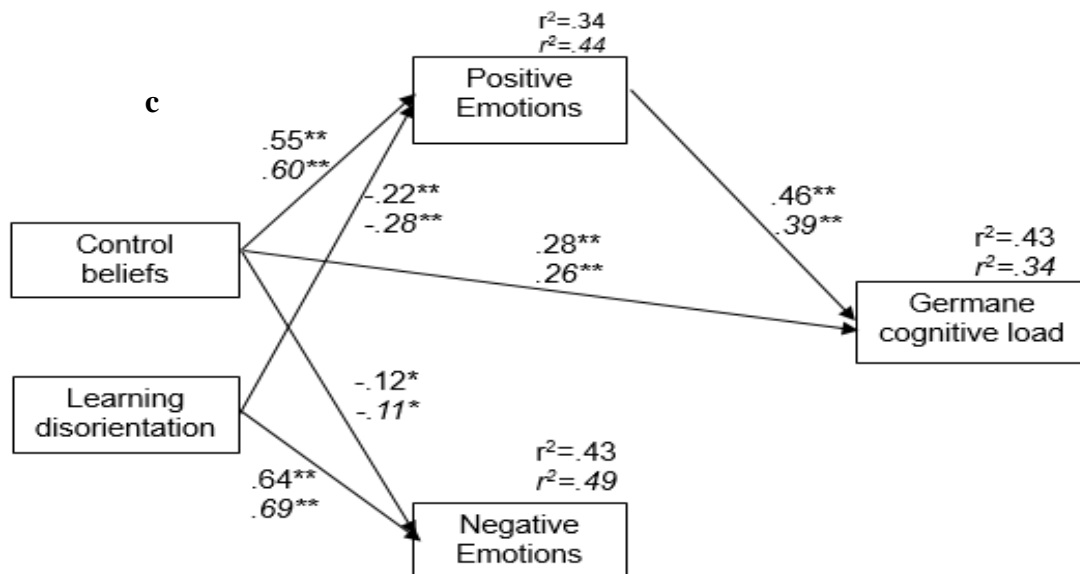 r²=.34
r²=.44
Positive
Emotions
c
.55**
.60**
-.22**
-.28**
.46**
.39**
Control
beliefs
.28**
.26**
r²=.43
r²=.34
Germane
cognitive load
Learning
disorientation
-.12*
-.11*
.64**
.69**
r²=.43
r²=.49
Negative
Emotions